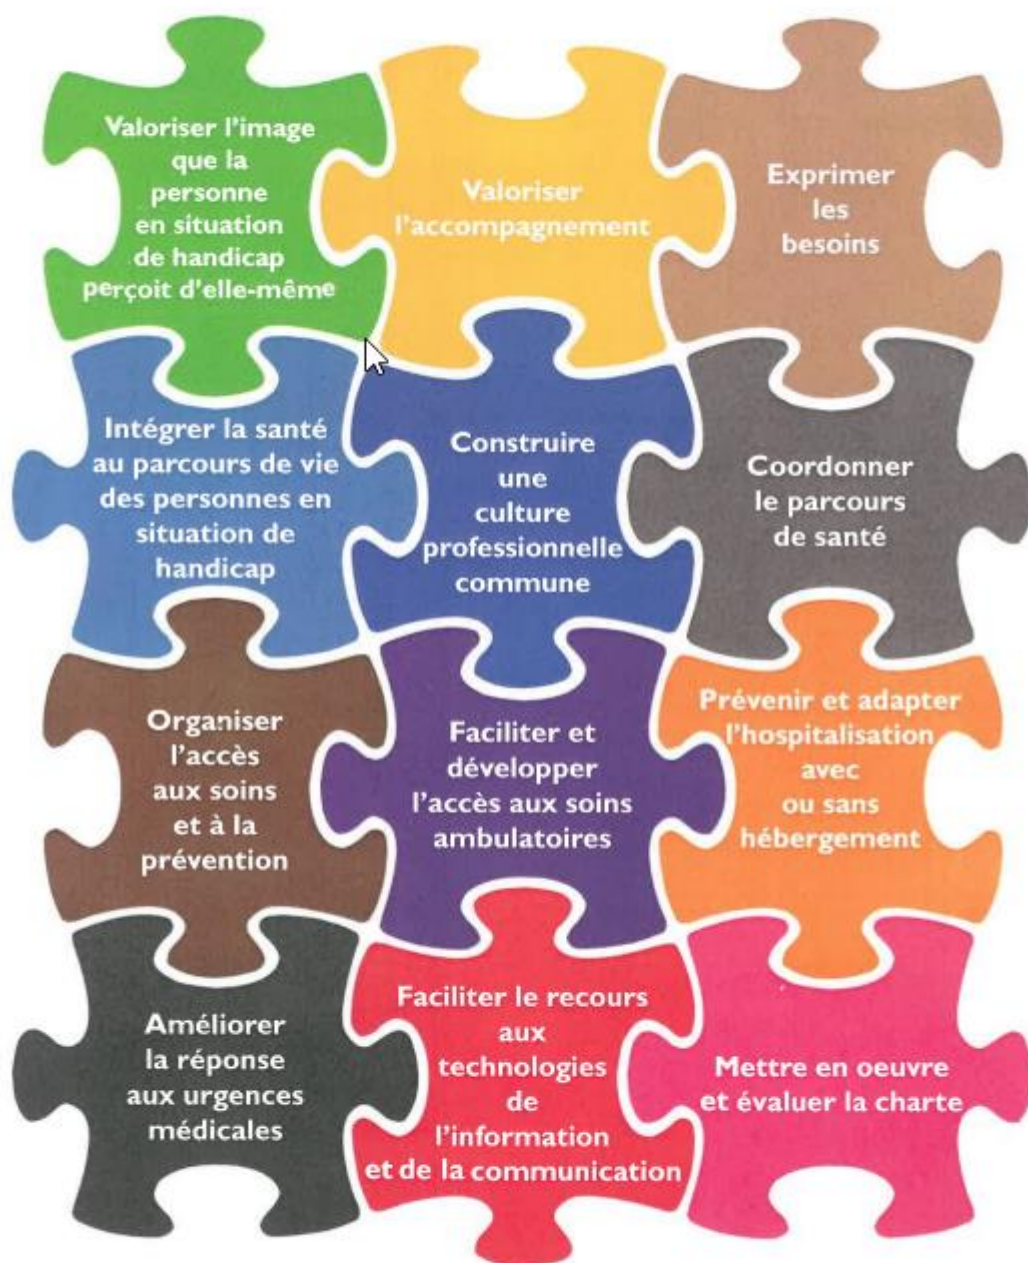 Valoriser l'image
que la
personne
en situation
de handicap
perçoit d'elle-même
Valoriser
l'accompagnement
Exprimer
les
besoins
Intégrer la santé
au parcours de vie
des personnes en
situation de
handicap
Construire
une
culture
professionnelle
commune
Coordonner
le parcours
de santé
Organiser
l'accès
aux soins
et à la
prévention
Faciliter et
développer
l'accès aux soins
ambulatoires
Prévenir et adapter
l'hospitalisation
avec
ou sans
hébergement
Améliorer
la réponse
aux urgences
médicales
Faciliter le recours
aux
technologies
de
l'information
et de la communication
Mettre en oeuvre
et évaluer la charte